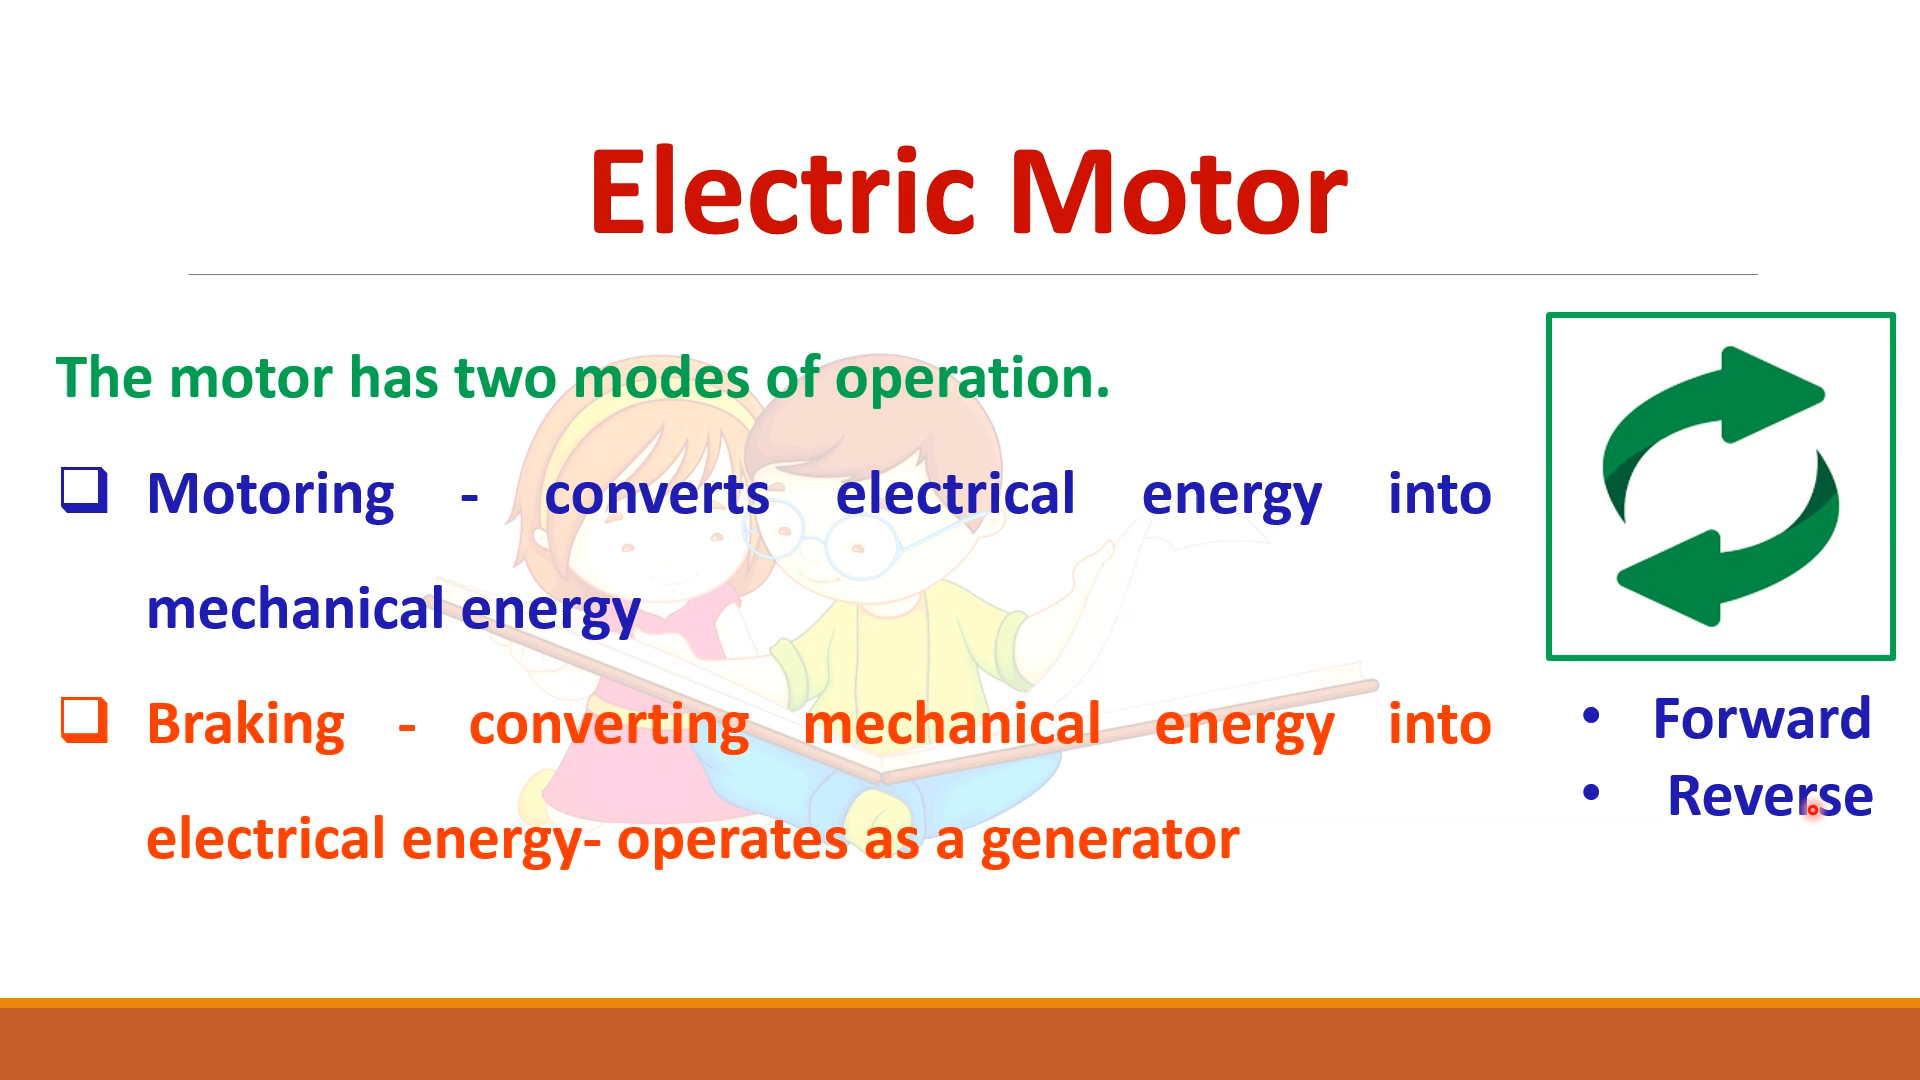 Electric Motor
The motor has two modes of operation.
Motoring - converts electrical energy into
mechanical energy
Braking - converting mechanical energy into
electrical energy- operates as a generator
• Forward
• Reverse